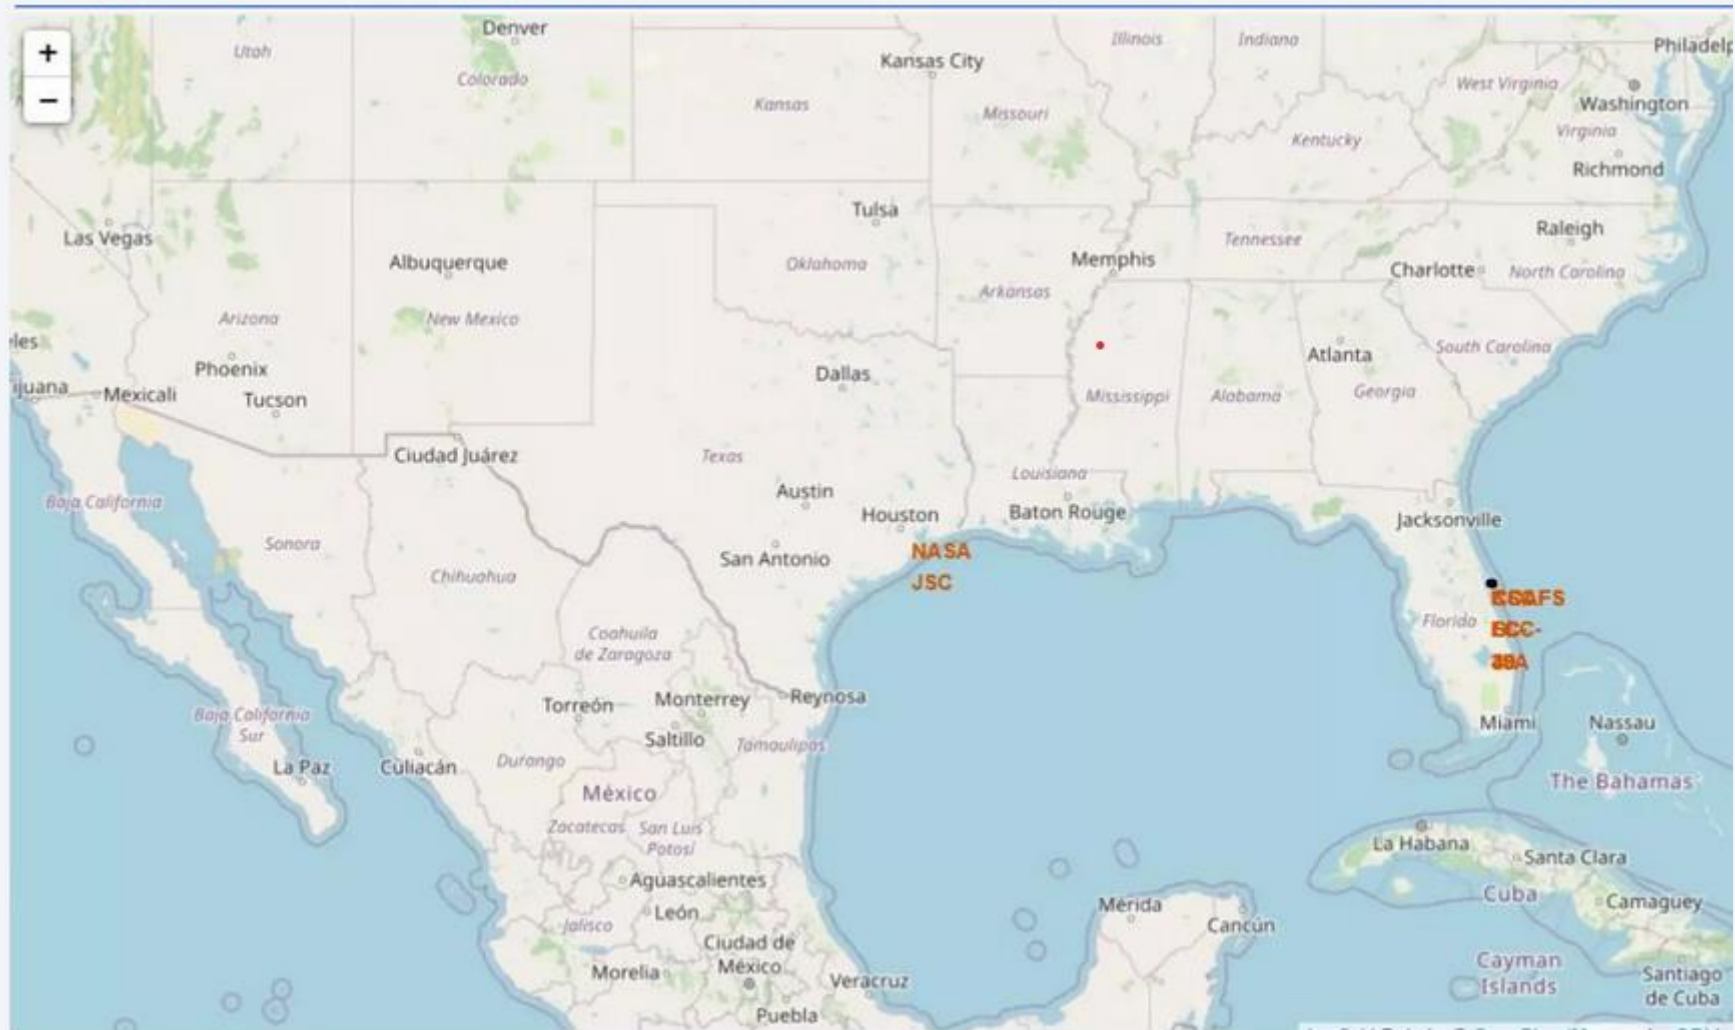 +
−
Denver
Utah
Colorado
Kansas City
Illinois
Indiana
Philadelp
West Virginia
Washington
Kansas
Missouri
Kentucky
Virginia
Richmond
Tulsa
Las Vegas
Raleigh
Albuquerque
Oklahoma
Memphis
Tennessee
Charlotte
North Carolina
Arkansas
Arizona
New Mexico
les
Phoenix
Dallas
Atlanta
South Carolina
ijuana
Mexicali
Tucson
Mississippi
Alabama
Georgia
Ciudad Juárez
Texas
Louisiana
Baja California
Austin
Houston
Baton Rouge
Jacksonville
Sonora
San Antonio
NASA
JSC
Chihuahua
Florida
Coahuila
de Zaragoza
Torreón
Monterrey
Reynosa
Baja California
Sur
Saltillo
Tamaulipas
Miami
Nassau
La Paz
Culiacán
Durango
The Bahamas
México
Zacatecas
San Luis
Potosí
La Habana
Santa Clara
Aguascalientes
Cuba
Camaguey
León
Mérida
Jalisco
Cancún
Ciudad de
México
Morelia
Veracruz
Cayman
Islands
Santiago
de Cuba
Puebla